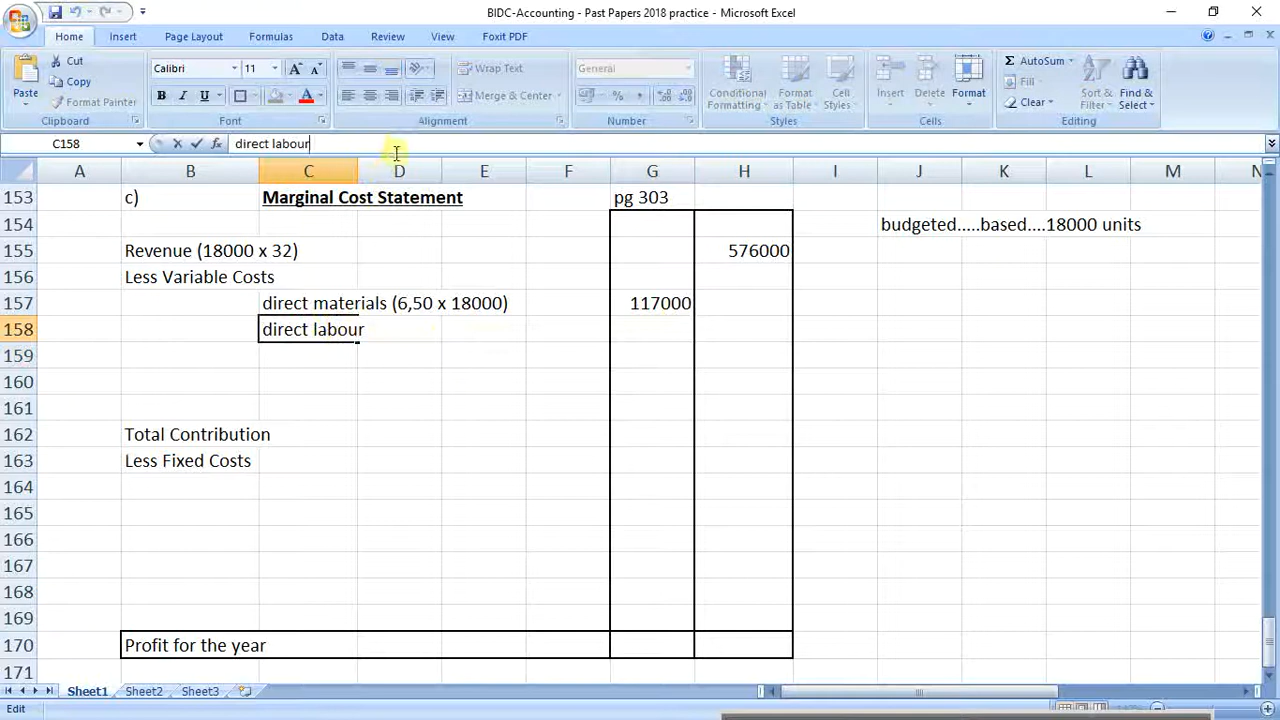 BIDC-Accounting - Past Papers 2018 practice - Microsoft Excel
Home Insert Page Layout Formulas Data Review View Foxit PDF
Cut
Copy
Format Painter
Paste
Clipboard
Calibri 11
B I U
Font
Wrap Text
Merge & Center
Alignment
General
Number
Conditional Formatting
Format as Table
Cell Styles
Styles
Insert Delete Format
Cells
AutoSum
Fill
Clear
Sort & Filter
Find & Select
Editing
C158 fx direct labour
A B C D E F G H I J K L M N
153 c) Marginal Cost Statement pg 303
154 budgeted.....based....18000 units
155 Revenue (18000 x 32) 576000
156 Less Variable Costs
157 direct materials (6,50 x 18000) 117000
158 direct labour
159
160
161
162 Total Contribution
163 Less Fixed Costs
164
165
166
167
168
169
170 Profit for the year
171
Sheet1 Sheet2 Sheet3
Edit